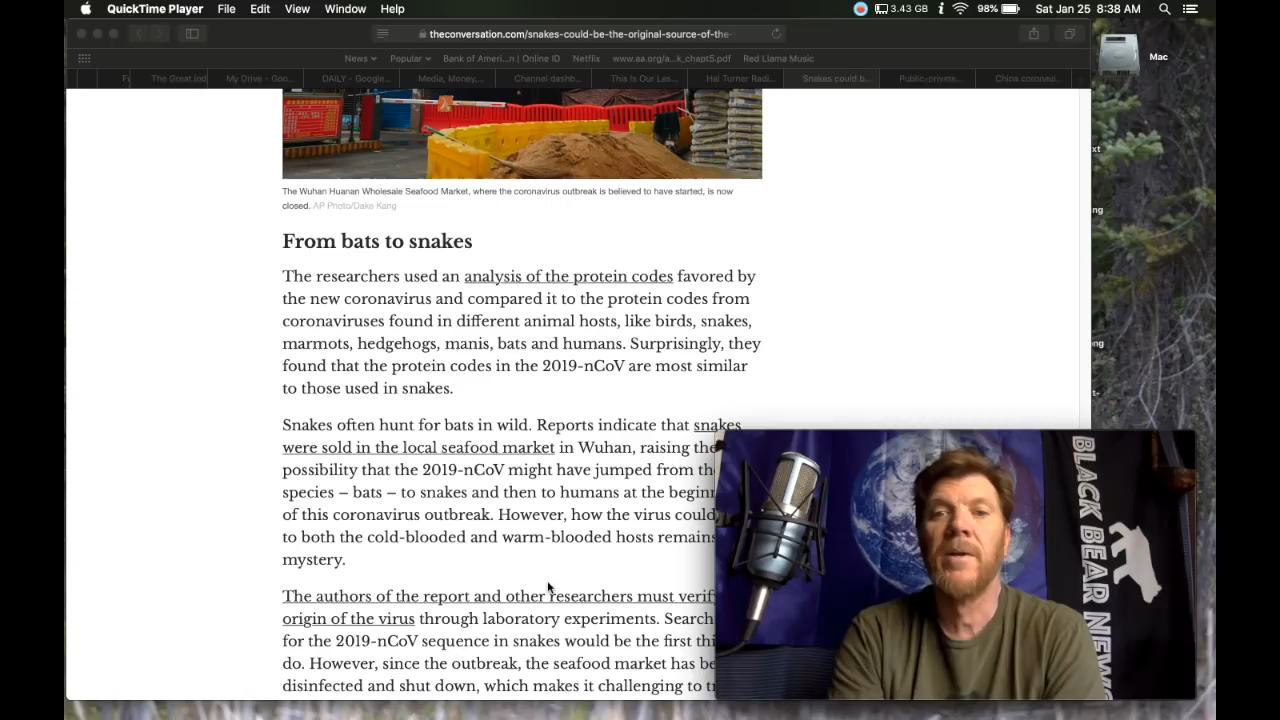 QuickTime Player File Edit View Window Help 3.43 GB 98% Sat Jan 25 8:38 AM
theconversation.com/snakes-could-be-the-original-source-of-the-
Mac
News Popular Bank of Ameri...n | Online ID Netflix www.aa.org/a...k_chapt5.pdf Red Llama Music
The Great Ind My Drive - Goo... DAILY - Google... Media, Money,... Channel dashb... This Is Our Las... Hal Turner Radi... Snakes could b... Public-private... China coronavi...
The Wuhan Huanan Wholesale Seafood Market, where the coronavirus outbreak is believed to have started, is now
closed. AP Photo/Dake Kang
From bats to snakes
The researchers used an analysis of the protein codes favored by
the new coronavirus and compared it to the protein codes from
coronaviruses found in different animal hosts, like birds, snakes,
marmots, hedgehogs, manis, bats and humans. Surprisingly, they
found that the protein codes in the 2019-nCoV are most similar
to those used in snakes.
Snakes often hunt for bats in wild. Reports indicate that snakes
were sold in the local seafood market in Wuhan, raising the
possibility that the 2019-nCoV might have jumped from th
species – bats – to snakes and then to humans at the beginn
of this coronavirus outbreak. However, how the virus could
to both the cold-blooded and warm-blooded hosts remains
mystery.
The authors of the report and other researchers must verif
origin of the virus through laboratory experiments. Search
for the 2019-nCoV sequence in snakes would be the first thi
do. However, since the outbreak, the seafood market has be
disinfected and shut down, which makes it challenging to tr
BLACK BEAR NEWS